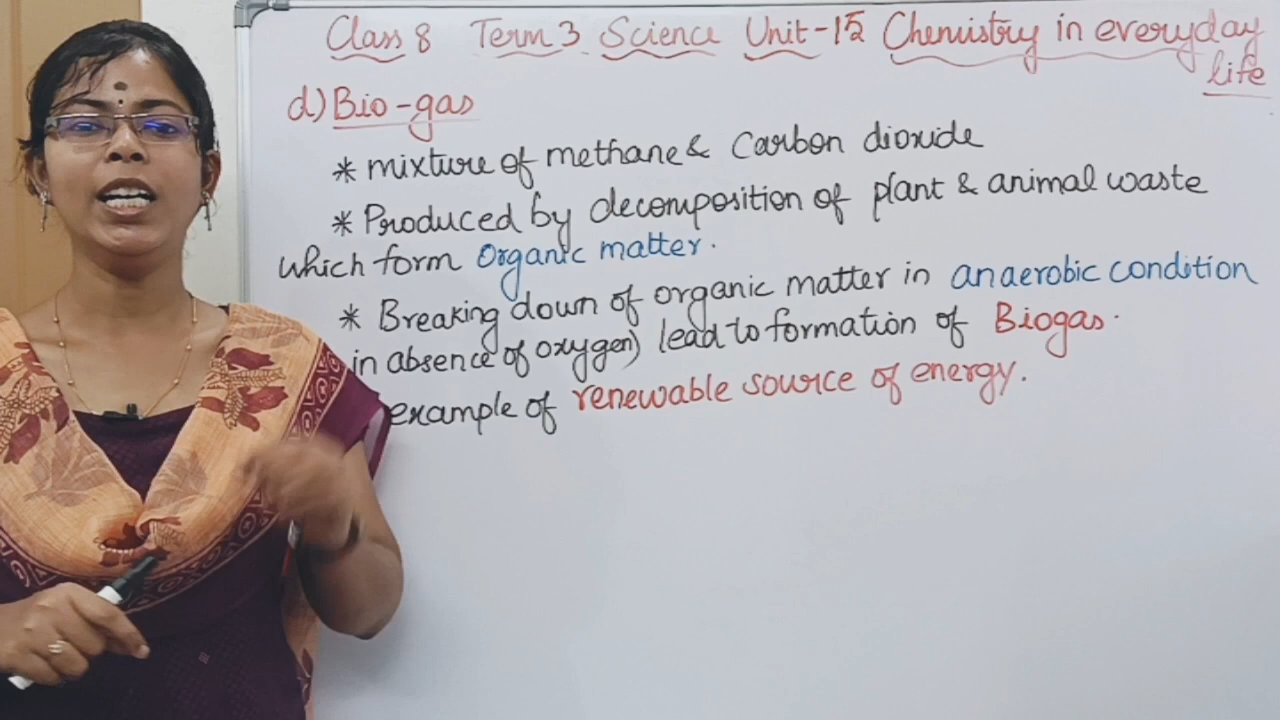 Class 8 Term 3 Science Unit-15 Chemistry in everyday
life
d) Bio-gas
* mixture of methane & Carbon dioxide
* Produced by decomposition of plant & animal waste
which form Organic matter.
* Breaking down of organic matter in anaerobic condition
in absence of oxygen) lead to formation of Biogas.
example of renewable source of energy.